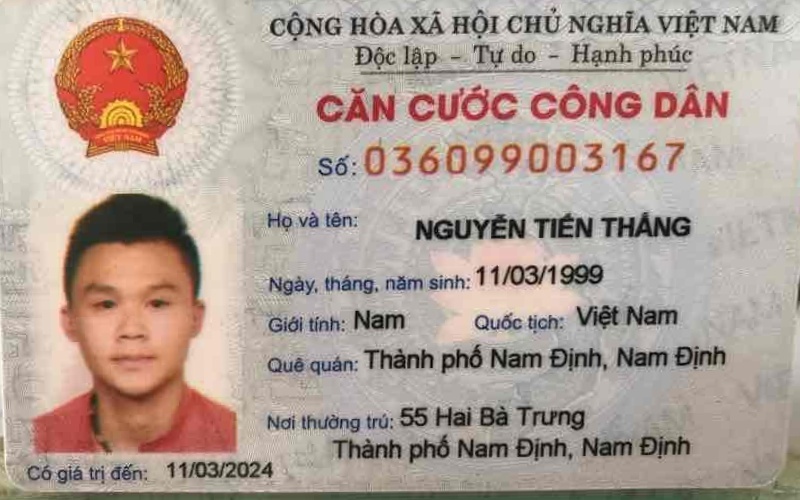 CỘNG HÒA XÃ HỘI CHỦ NGHĨA VIỆT NAM
Độc lập - Tự do - Hạnh phúc
CĂN CƯỚC CÔNG DÂN
Số: 036099003167
Họ và tên: NGUYỄN TIẾN THẮNG
Ngày, tháng, năm sinh: 11/03/1999
Giới tính: Nam Quốc tịch: Việt Nam
Quê quán: Thành phố Nam Định, Nam Định
Nơi thường trú: 55 Hai Bà Trưng
Thành phố Nam Định, Nam Định
Có giá trị đến: 11/03/2024
VIỆT NAM